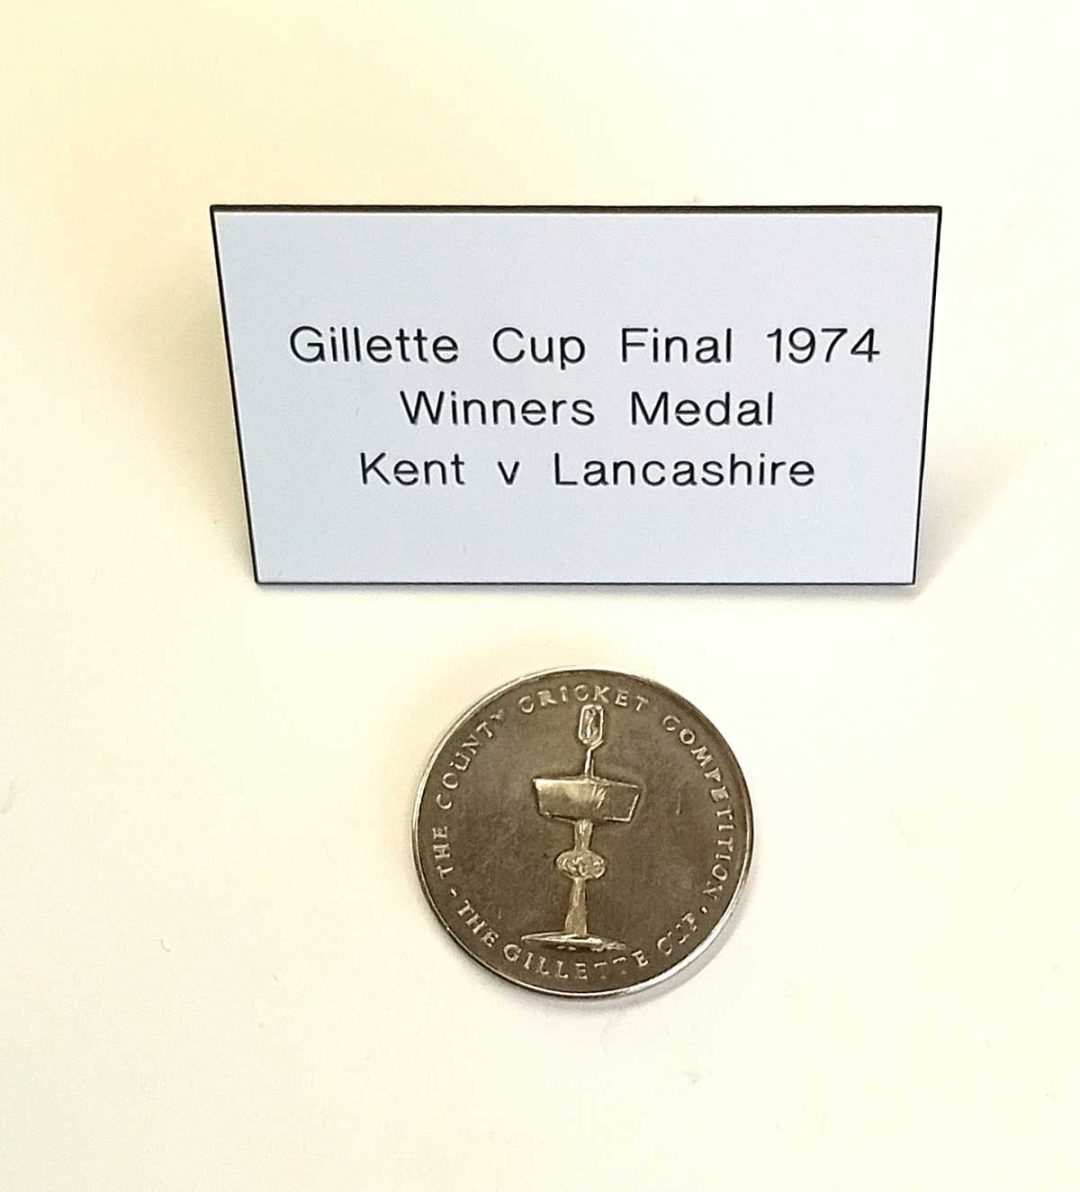 Gillette Cup Final 1974
Winners Medal
Kent v Lancashire
THE COUNTY CRICKET COMPETITION
THE GILLETTE CUP